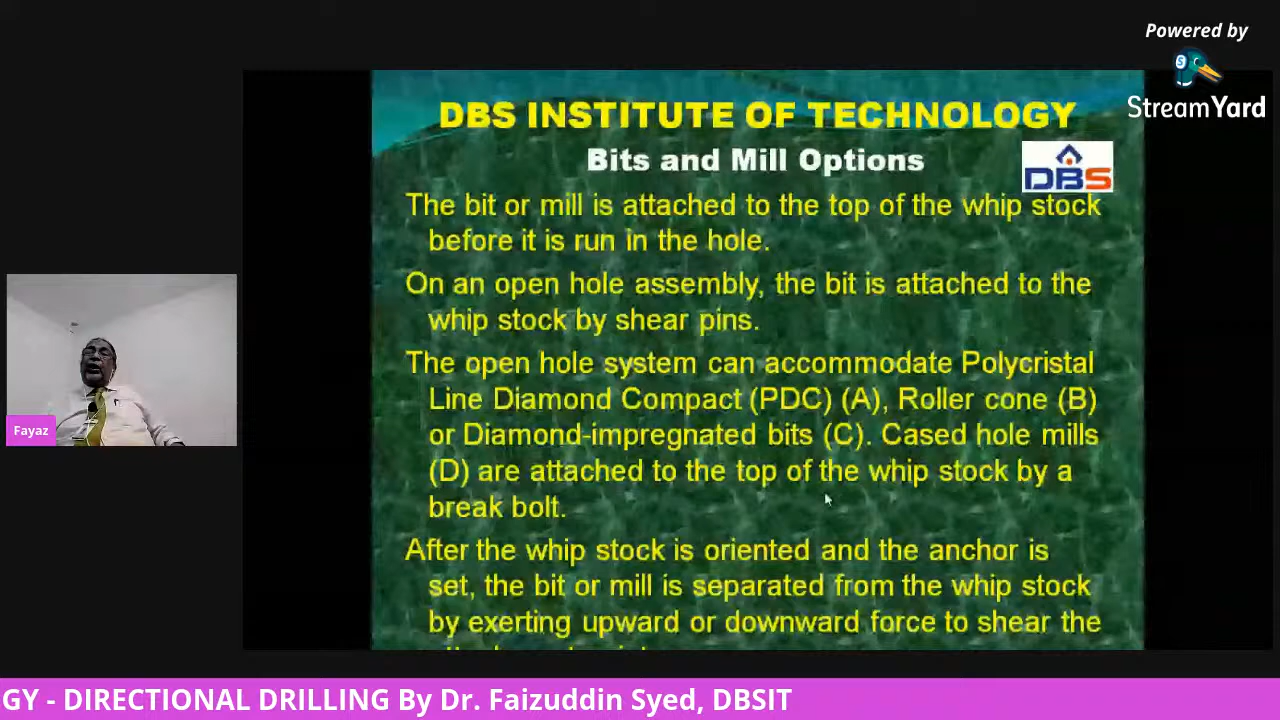 Powered by
StreamYard
DBS INSTITUTE OF TECHNOLOGY
Bits and Mill Options
DBS
The bit or mill is attached to the top of the whip stock
before it is run in the hole.
On an open hole assembly, the bit is attached to the
whip stock by shear pins.
The open hole system can accommodate Polycristal
Line Diamond Compact (PDC) (A), Roller cone (B)
or Diamond-impregnated bits (C). Cased hole mills
(D) are attached to the top of the whip stock by a
break bolt.
After the whip stock is oriented and the anchor is
set, the bit or mill is separated from the whip stock
by exerting upward or downward force to shear the
Fayaz
GY - DIRECTIONAL DRILLING By Dr. Faizuddin Syed, DBSIT